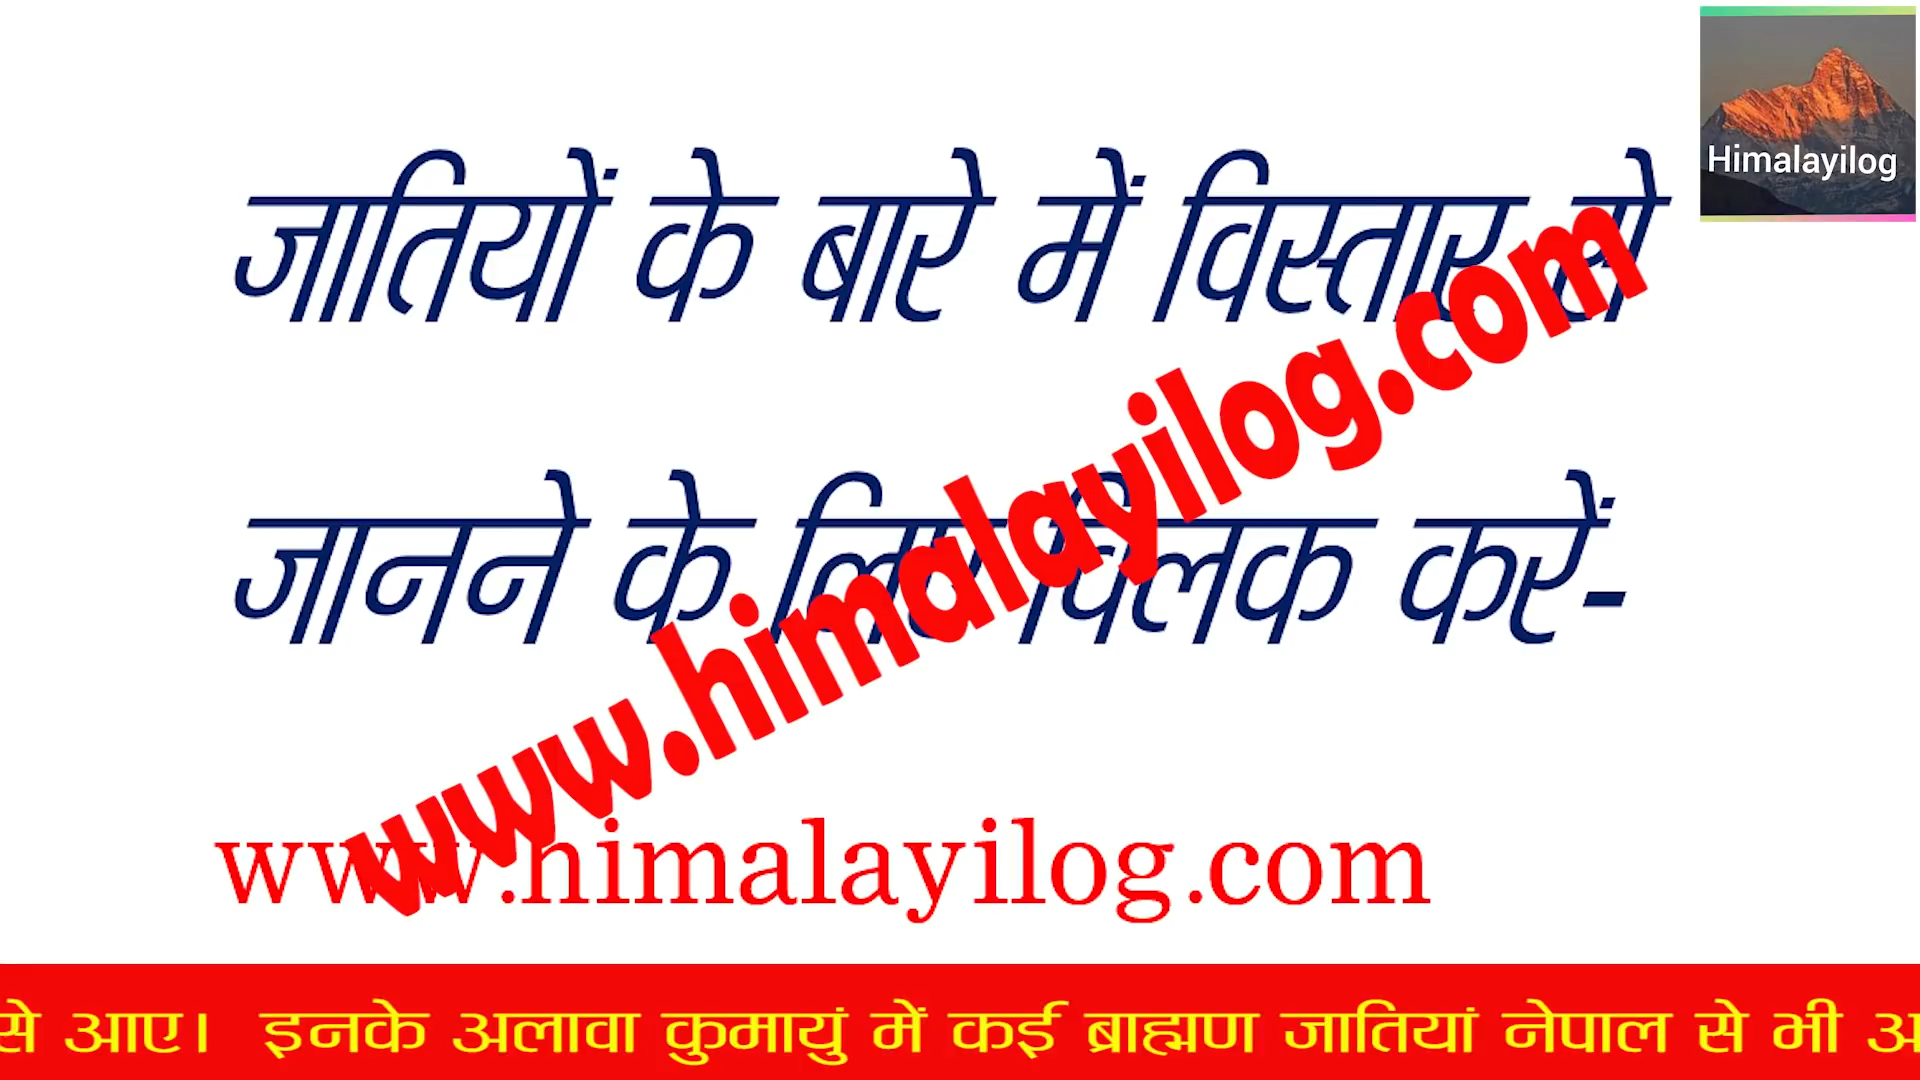 Himalayilog
जातियों के बारे में विस्तार से
जानने के लिए क्लिक करें-
www.himalayilog.com
www.himalayilog.com
से आए। इनके अलावा कुमायुं में कई ब्राह्मण जातियां नेपाल से भी अ